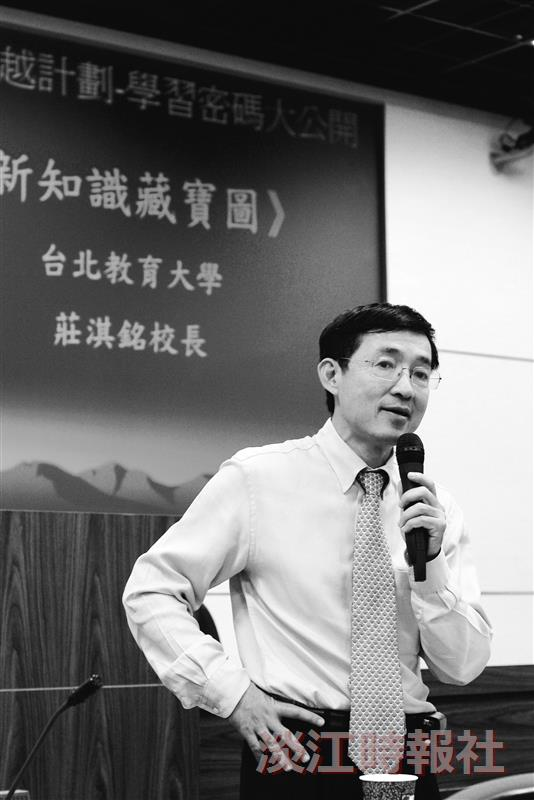 越計劃-學習密碼大公開
新知識藏寶圖》
台北教育大學
莊淇銘校長
淡江時報社